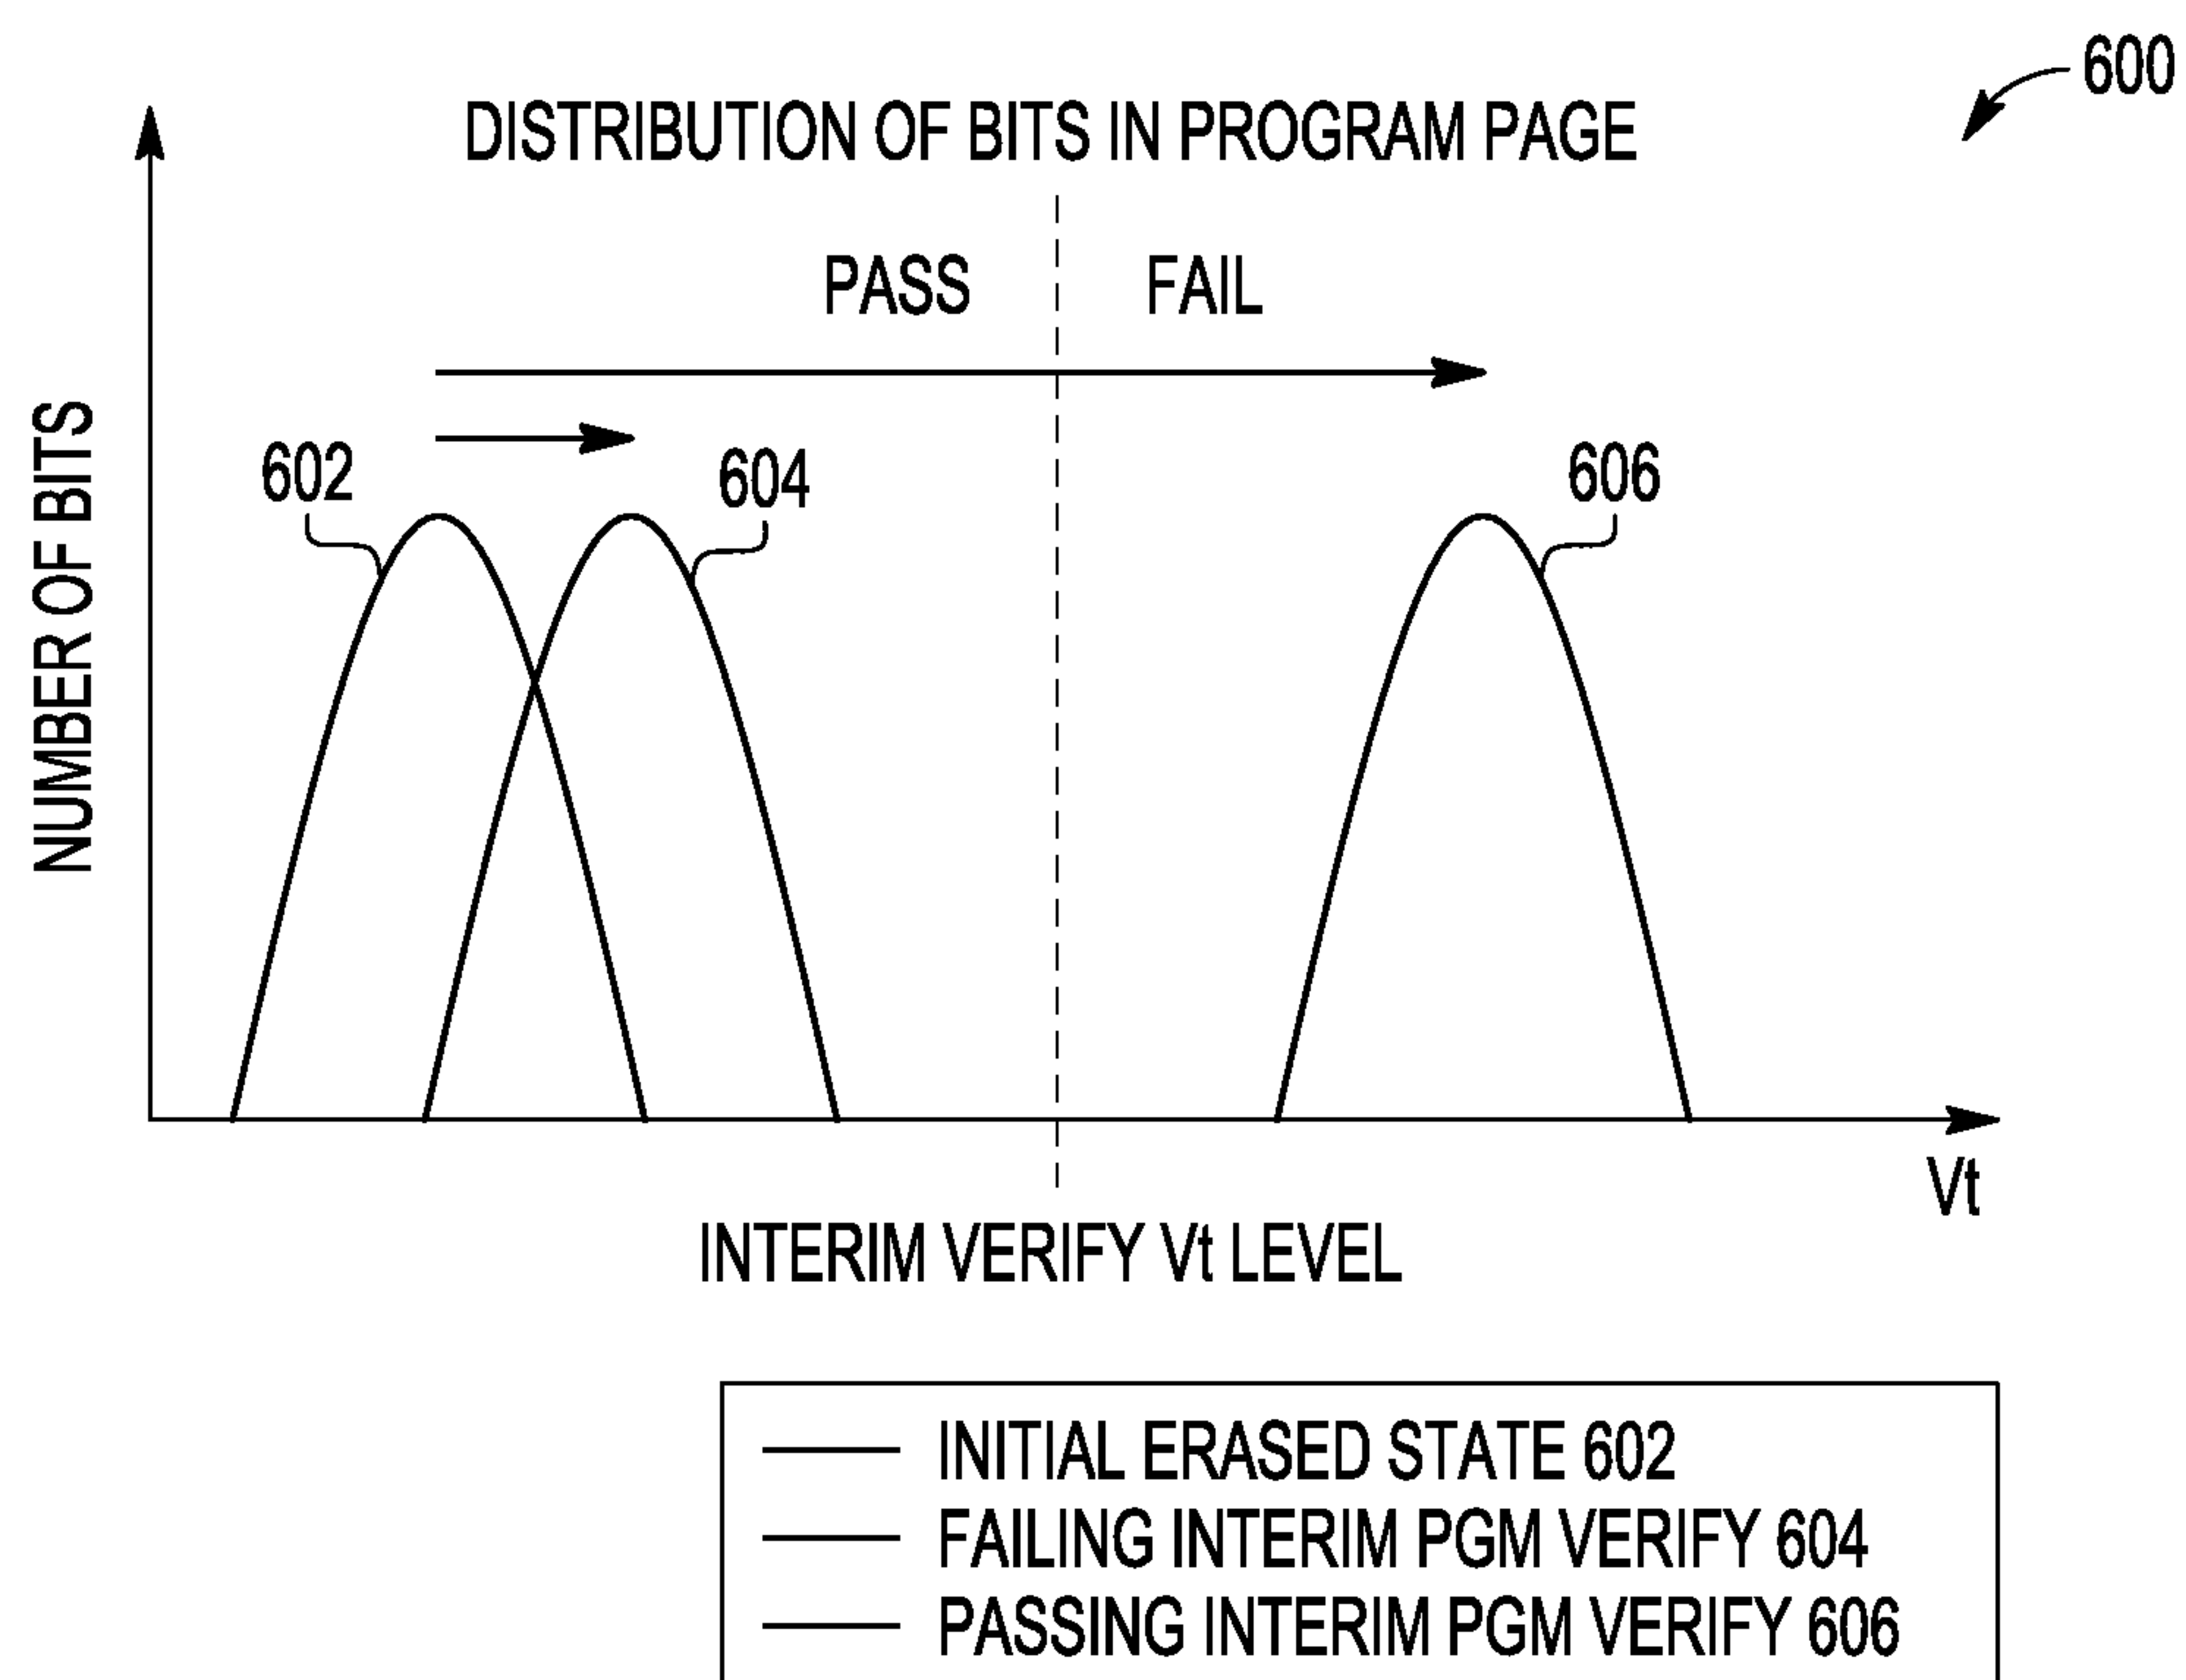 600
DISTRIBUTION OF BITS IN PROGRAM PAGE
PASS
FAIL
602
604
606
NUMBER OF BITS
Vt
INTERIM VERIFY Vt LEVEL
INITIAL ERASED STATE 602
FAILING INTERIM PGM VERIFY 604
PASSING INTERIM PGM VERIFY 606